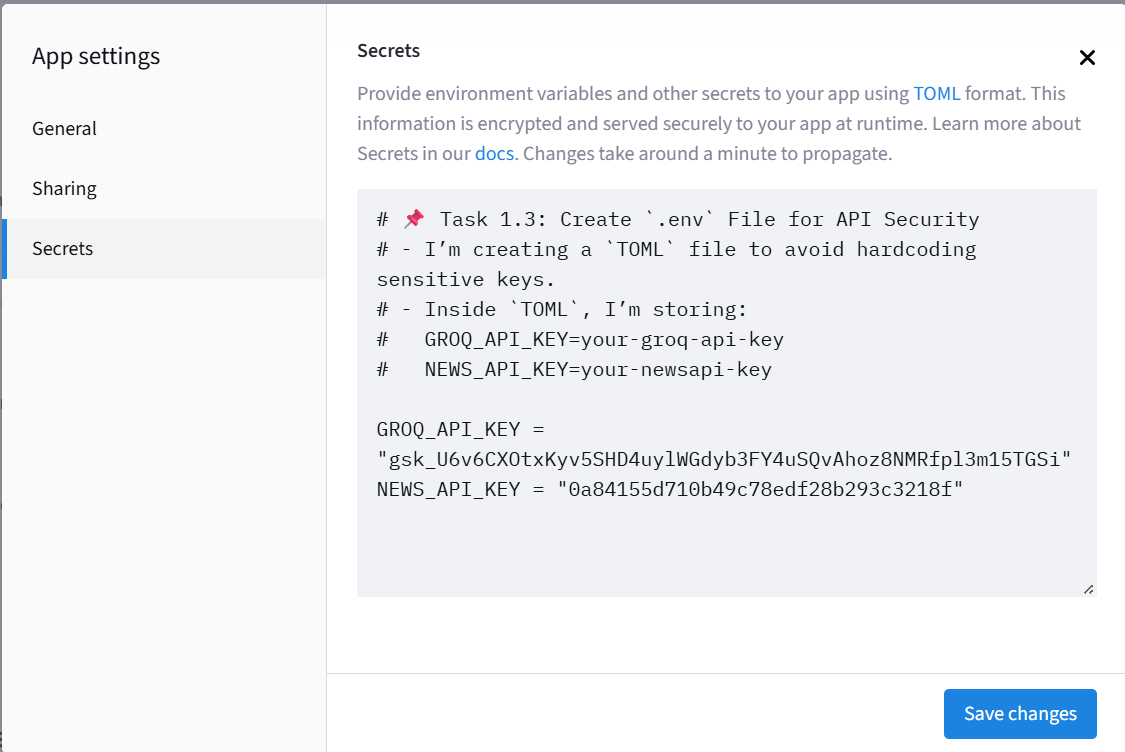 App settings
General
Sharing
Secrets
Secrets
Provide environment variables and other secrets to your app using TOML format. This
information is encrypted and served securely to your app at runtime. Learn more about
Secrets in our docs. Changes take around a minute to propagate.
# 📌 Task 1.3: Create `.env` File for API Security
# - I’m creating a `TOML` file to avoid hardcoding
sensitive keys.
# - Inside `TOML`, I’m storing:
#   GROQ_API_KEY=your-groq-api-key
#   NEWS_API_KEY=your-newsapi-key
GROQ_API_KEY =
"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"
NEWS_API_KEY = "0a84155d710b49c78edf28b293c3218f"
Save changes